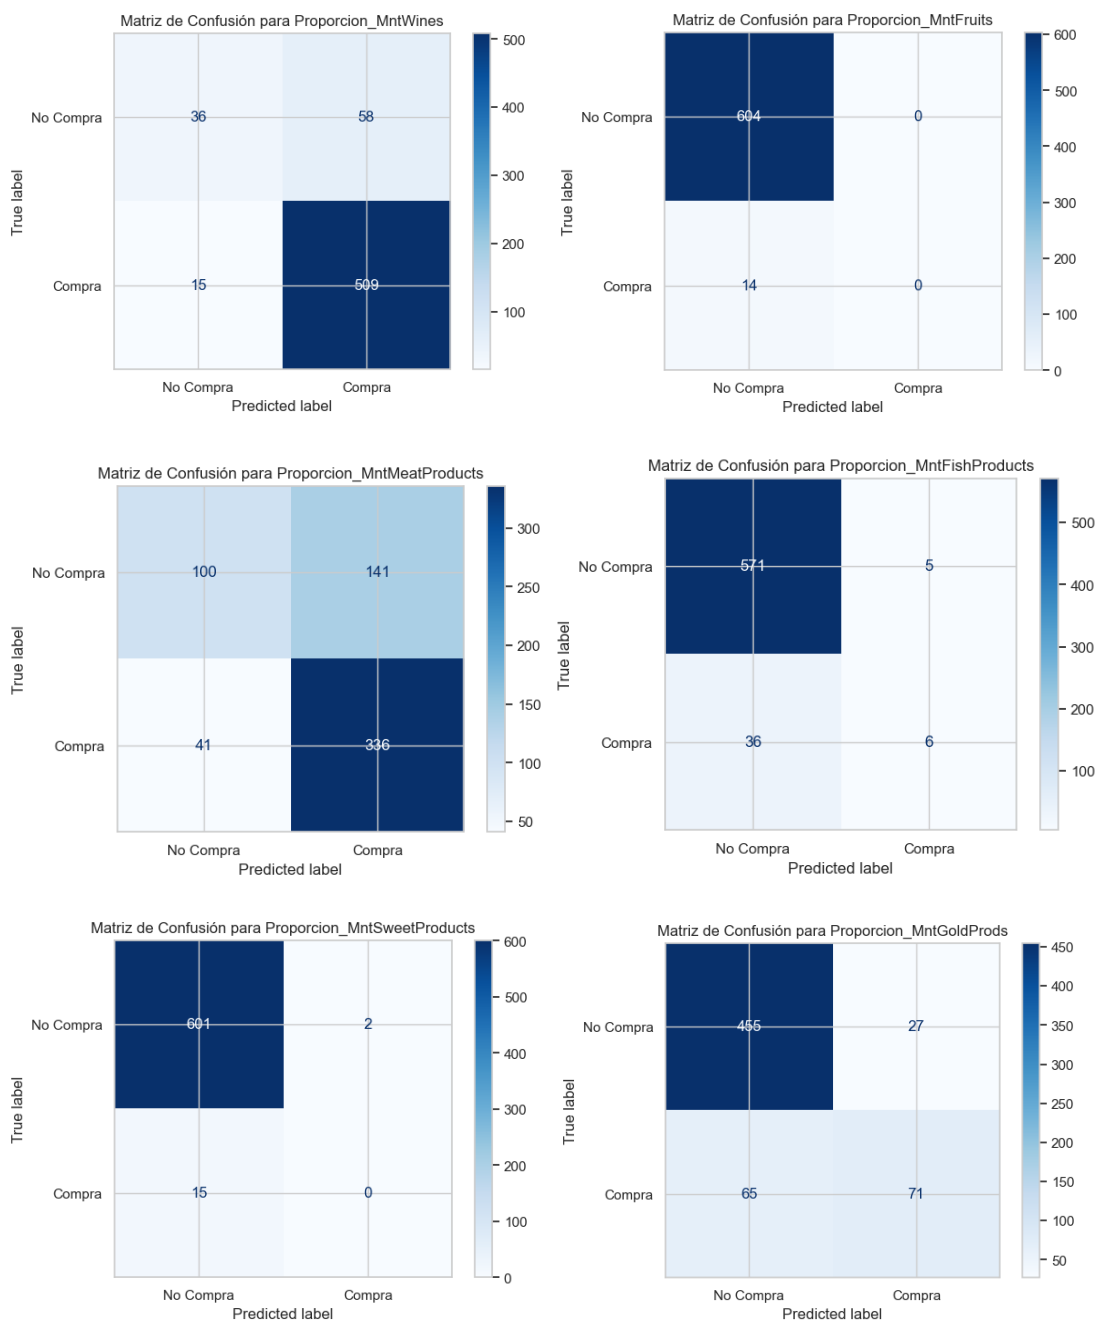 Matriz de Confusión para Proporcion_MntWines
True label
No Compra
Compra
36
58
15
509
No Compra
Compra
Predicted label
500
400
300
200
100
Matriz de Confusión para Proporcion_MntFruits
True label
No Compra
Compra
604
0
14
0
No Compra
Compra
Predicted label
600
500
400
300
200
100
0
Matriz de Confusión para Proporcion_MntMeatProducts
True label
No Compra
Compra
100
141
41
336
No Compra
Compra
Predicted label
300
250
200
150
100
50
Matriz de Confusión para Proporcion_MntFishProducts
True label
No Compra
Compra
571
5
36
6
No Compra
Compra
Predicted label
500
400
300
200
100
Matriz de Confusión para Proporcion_MntSweetProducts
True label
No Compra
Compra
601
2
15
0
No Compra
Compra
Predicted label
600
500
400
300
200
100
0
Matriz de Confusión para Proporcion_MntGoldProds
True label
No Compra
Compra
455
27
65
71
No Compra
Compra
Predicted label
450
400
350
300
250
200
150
100
50